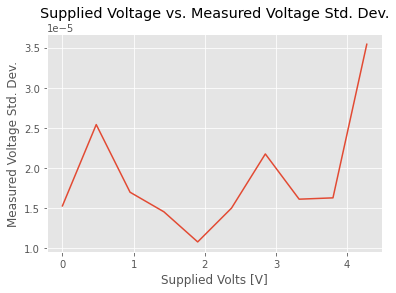 Supplied Voltage vs. Measured Voltage Std. Dev.
1e−5
3.5
3.0
2.5
2.0
1.5
1.0
Measured Voltage Std. Dev.
0 1 2 3 4
Supplied Volts [V]